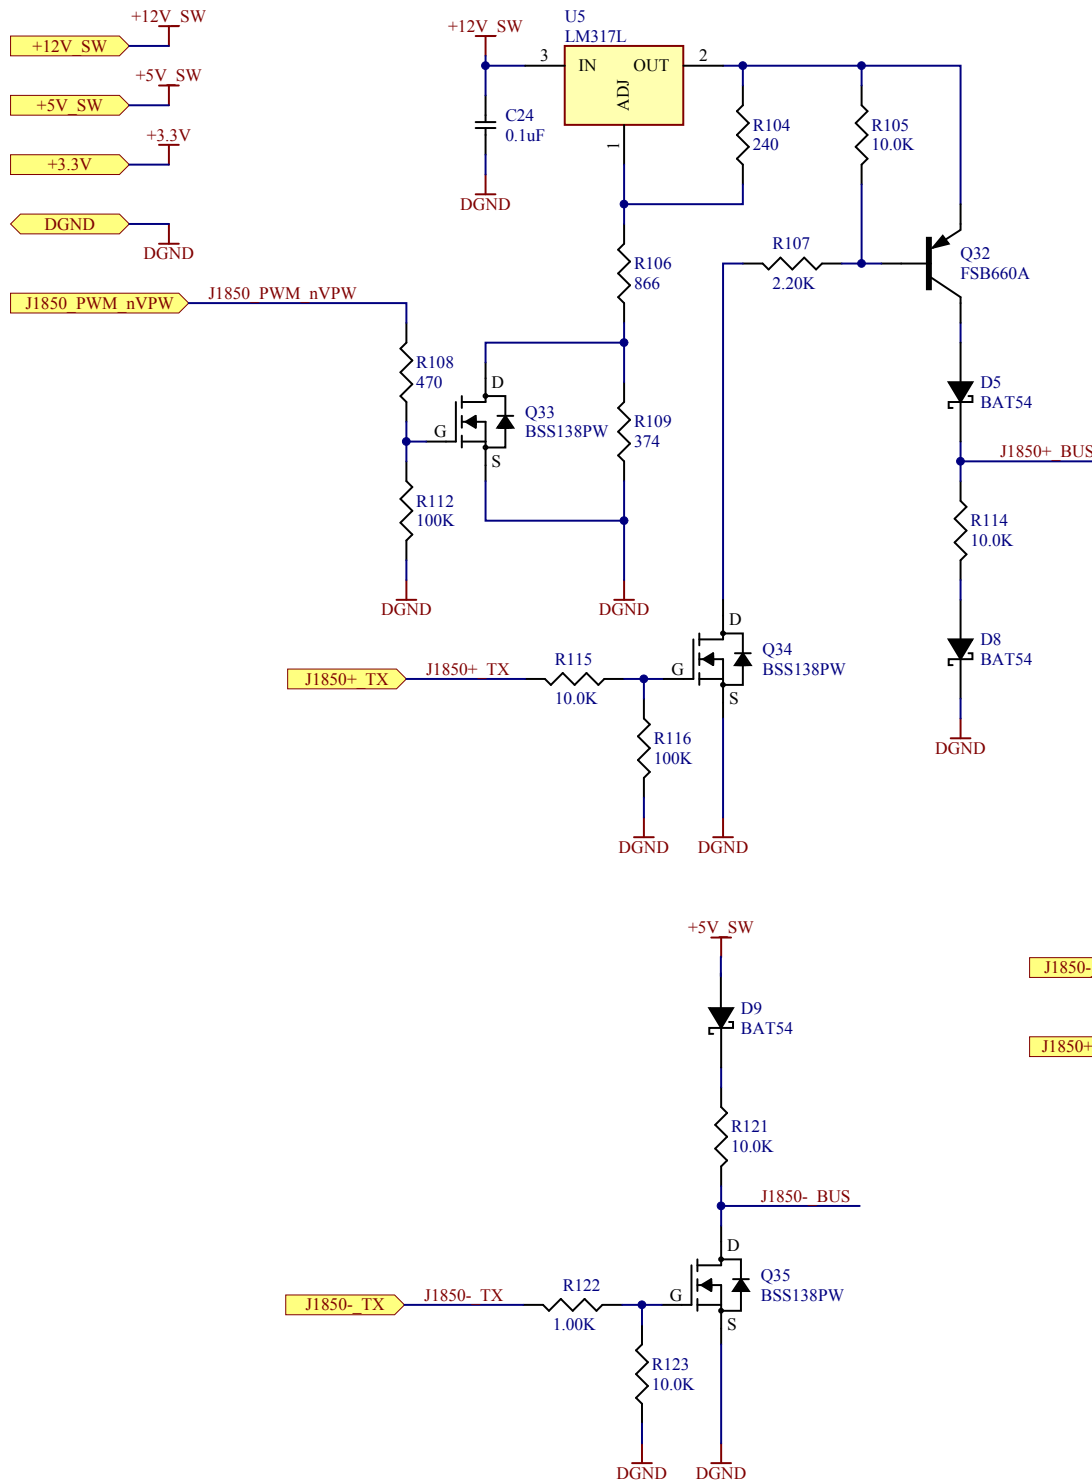 +12V_SW
+12V_SW
+5V_SW
+5V_SW
+3.3V
+3.3V
DGND
DGND
J1850_PWM_nVPW
J1850_PWM_nVPW
+12V_SW
U5
LM317L
3
IN
OUT
2
ADJ
1
C24
0.1uF
DGND
R104
240
R105
10.0K
R106
866
R107
2.20K
Q32
FSB660A
R108
470
D
G
S
Q33
BSS138PW
R109
374
D5
BAT54
J1850+_BUS
R112
100K
R114
10.0K
DGND
DGND
D8
BAT54
DGND
J1850+_TX
J1850+_TX
R115
10.0K
D
G
S
Q34
BSS138PW
R116
100K
DGND
DGND
+5V_SW
D9
BAT54
J1850-_
J1850+
R121
10.0K
J1850-_BUS
J1850-_TX
J1850-_TX
R122
1.00K
D
G
S
Q35
BSS138PW
R123
10.0K
DGND
DGND